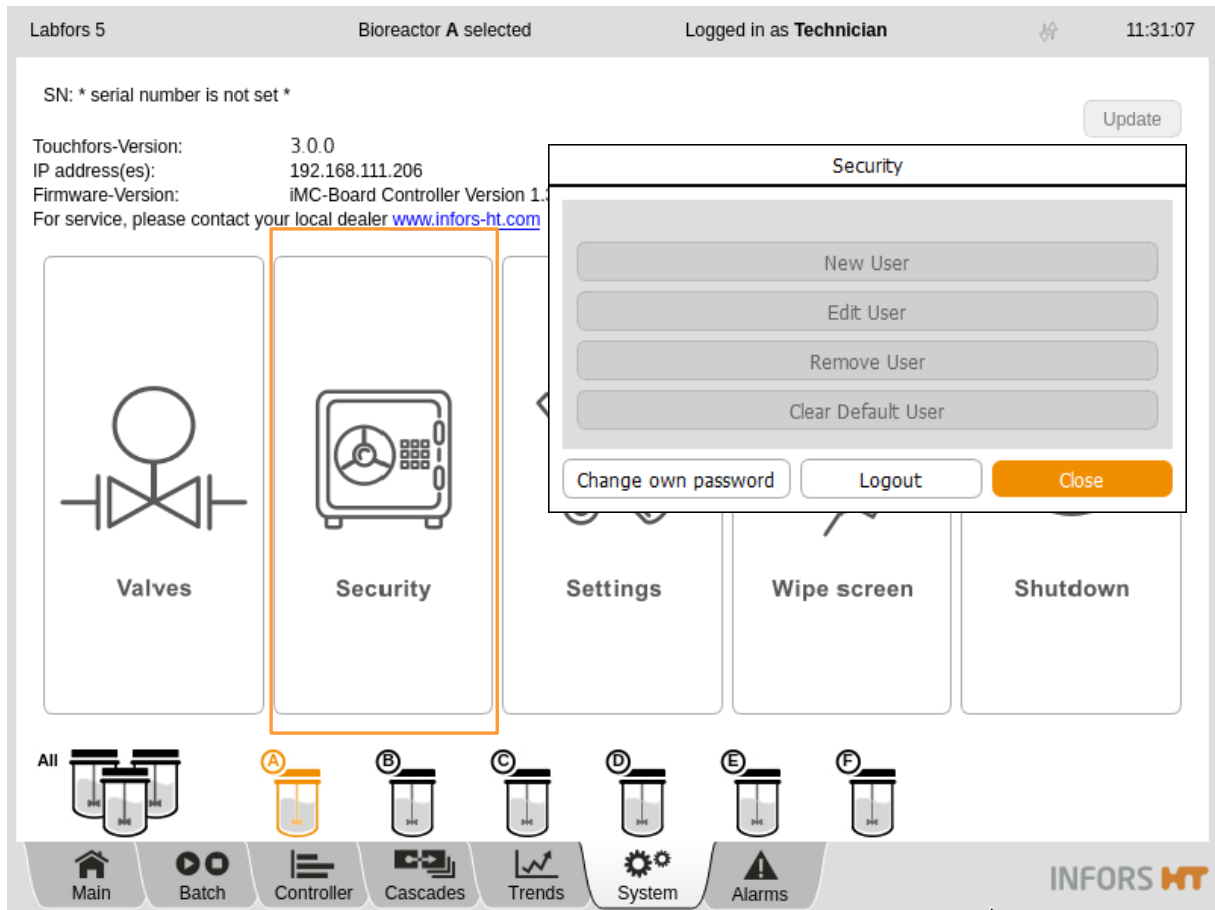 Labfors 5 Bioreactor A selected Logged in as Technician 11:31:07
SN: * serial number is not set *
Update
Touchfors-Version: 3.0.0
IP address(es): 192.168.111.206
Firmware-Version: iMC-Board Controller Version 1.
For service, please contact your local dealer www.infors-ht.com
Security
New User
Edit User
Remove User
Clear Default User
Change own password Logout Close
Valves Security Settings Wipe screen Shutdown
All A B C D E F
Main Batch Controller Cascades Trends System Alarms
INFORS HT